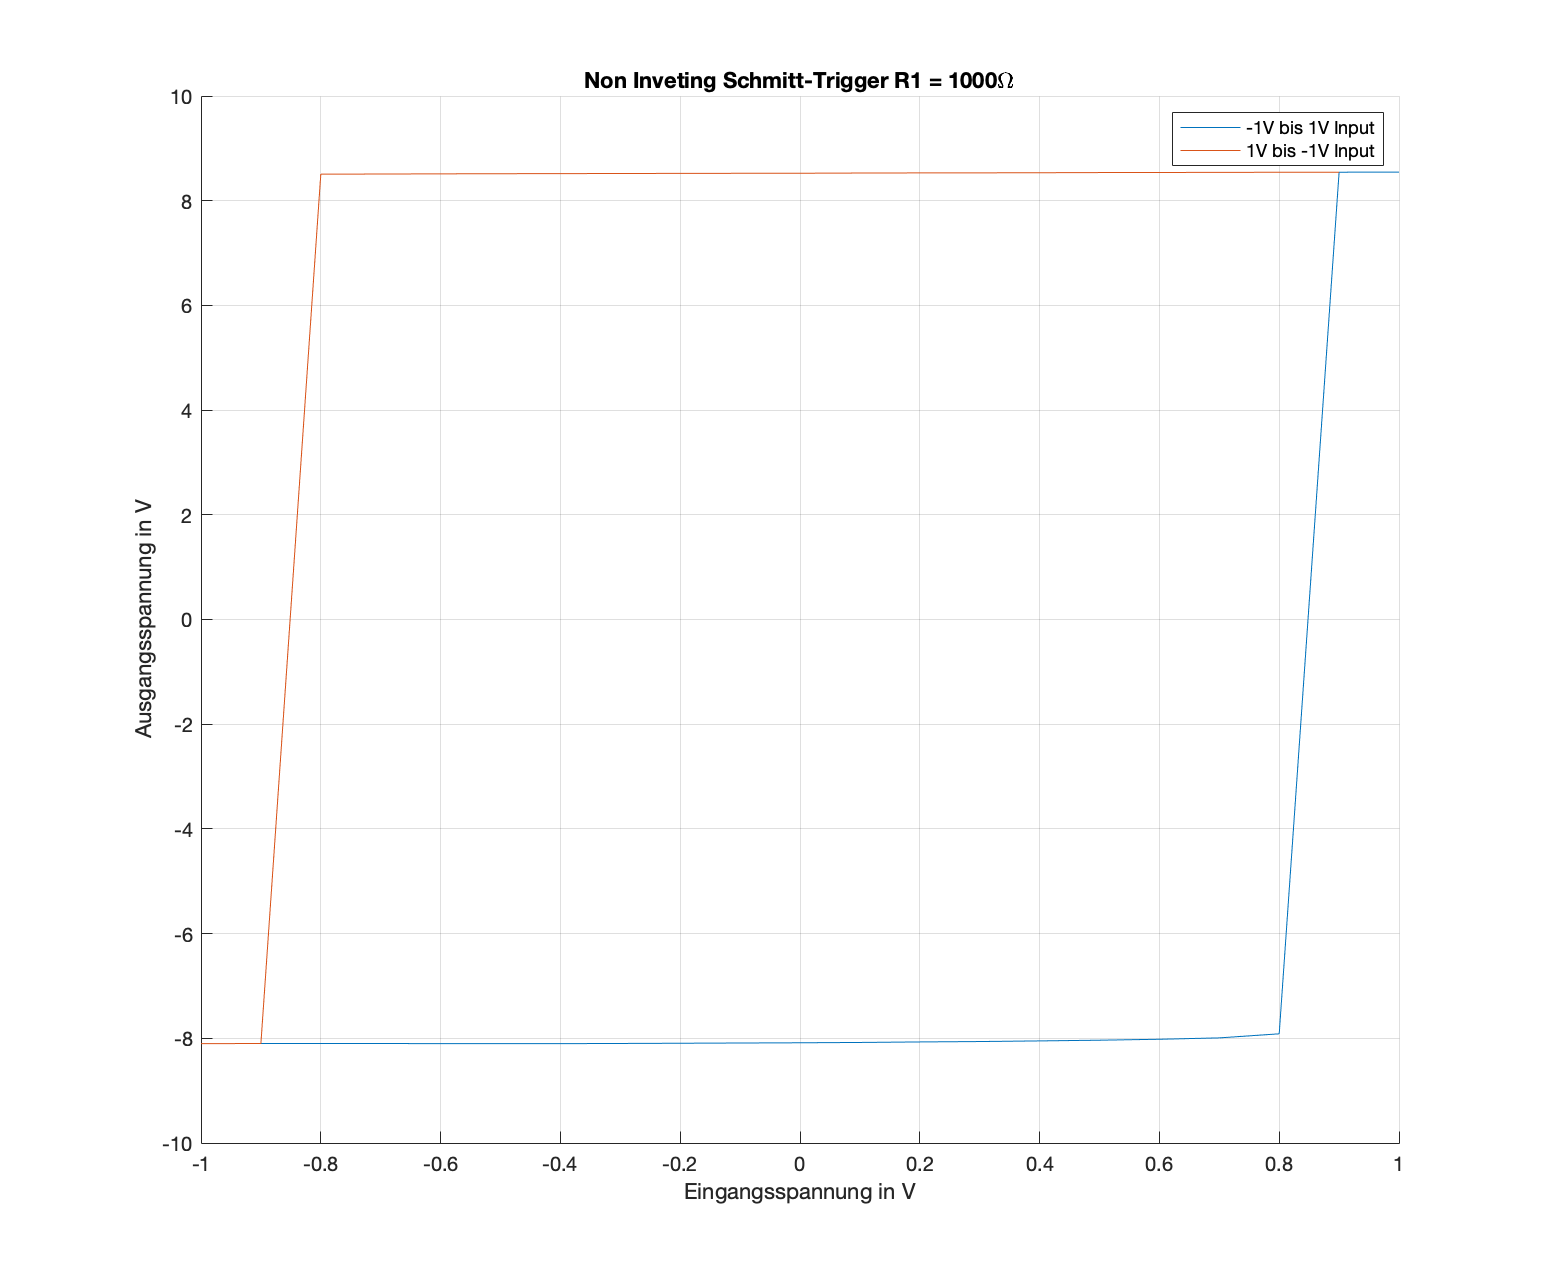 Non Inveting Schmitt-Trigger R1 = 1000Ω
-1V bis 1V Input
1V bis -1V Input
10
8
6
4
2
0
-2
-4
-6
-8
-10
Ausgangsspannung in V
-1 -0.8 -0.6 -0.4 -0.2 0 0.2 0.4 0.6 0.8 1
Eingangsspannung in V